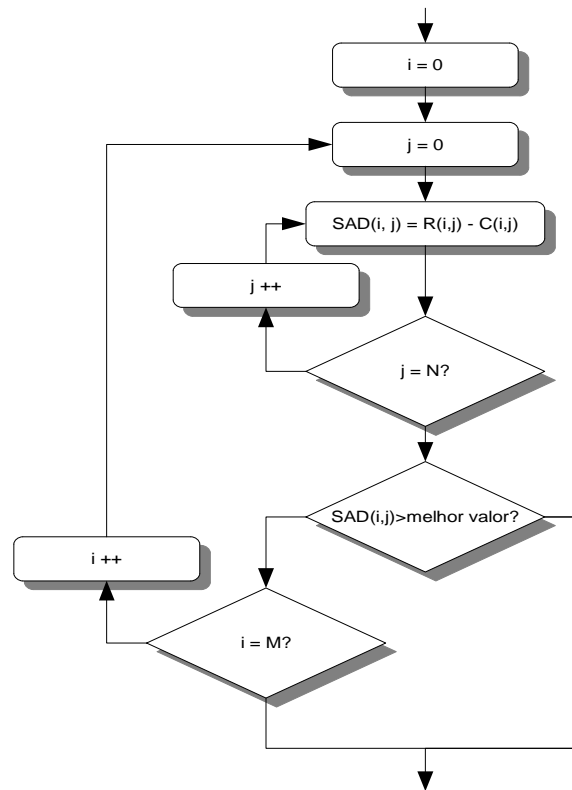 i = 0
j = 0
SAD(i, j) = R(i,j) - C(i,j)
j ++
j = N?
SAD(i,j)>melhor valor?
i ++
i = M?